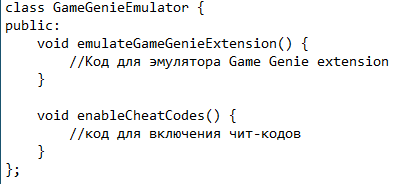 class GameGenieEmulator {
public:
    void emulateGameGenieExtension() {
        //Код для эмулятора Game Genie extension
    }

    void enableCheatCodes() {
        //код для включения чит-кодов
    }
};